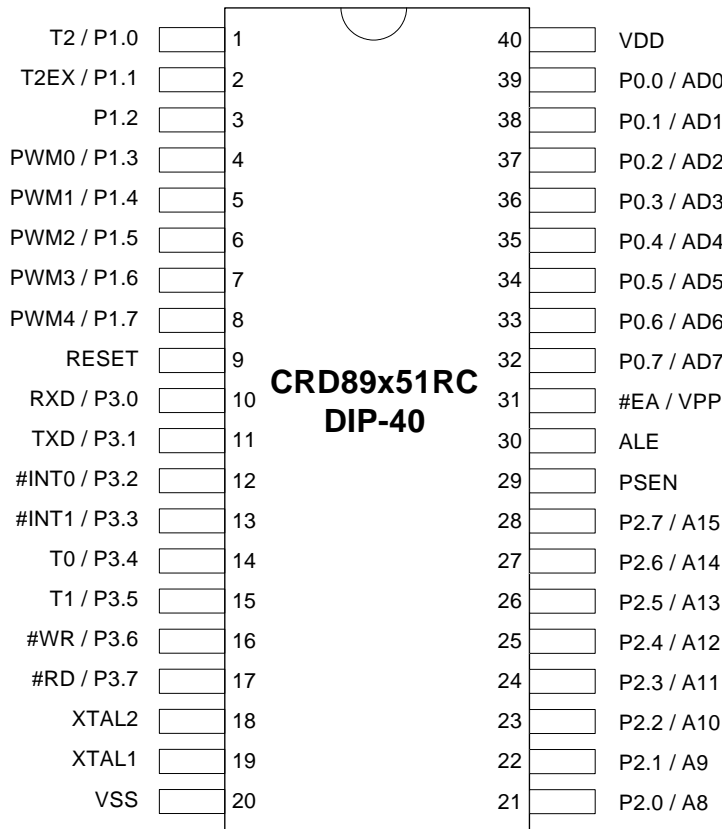 T2 / P1.0 1 40 VDD
T2EX / P1.1 2 39 P0.0 / AD0
P1.2 3 38 P0.1 / AD1
PWM0 / P1.3 4 37 P0.2 / AD2
PWM1 / P1.4 5 36 P0.3 / AD3
PWM2 / P1.5 6 35 P0.4 / AD4
PWM3 / P1.6 7 34 P0.5 / AD5
PWM4 / P1.7 8 33 P0.6 / AD6
RESET 9 32 P0.7 / AD7
CRD89x51RC
RXD / P3.0 10 31 #EA / VPP
DIP-40
TXD / P3.1 11 30 ALE
#INT0 / P3.2 12 29 PSEN
#INT1 / P3.3 13 28 P2.7 / A15
T0 / P3.4 14 27 P2.6 / A14
T1 / P3.5 15 26 P2.5 / A13
#WR / P3.6 16 25 P2.4 / A12
#RD / P3.7 17 24 P2.3 / A11
XTAL2 18 23 P2.2 / A10
XTAL1 19 22 P2.1 / A9
VSS 20 21 P2.0 / A8